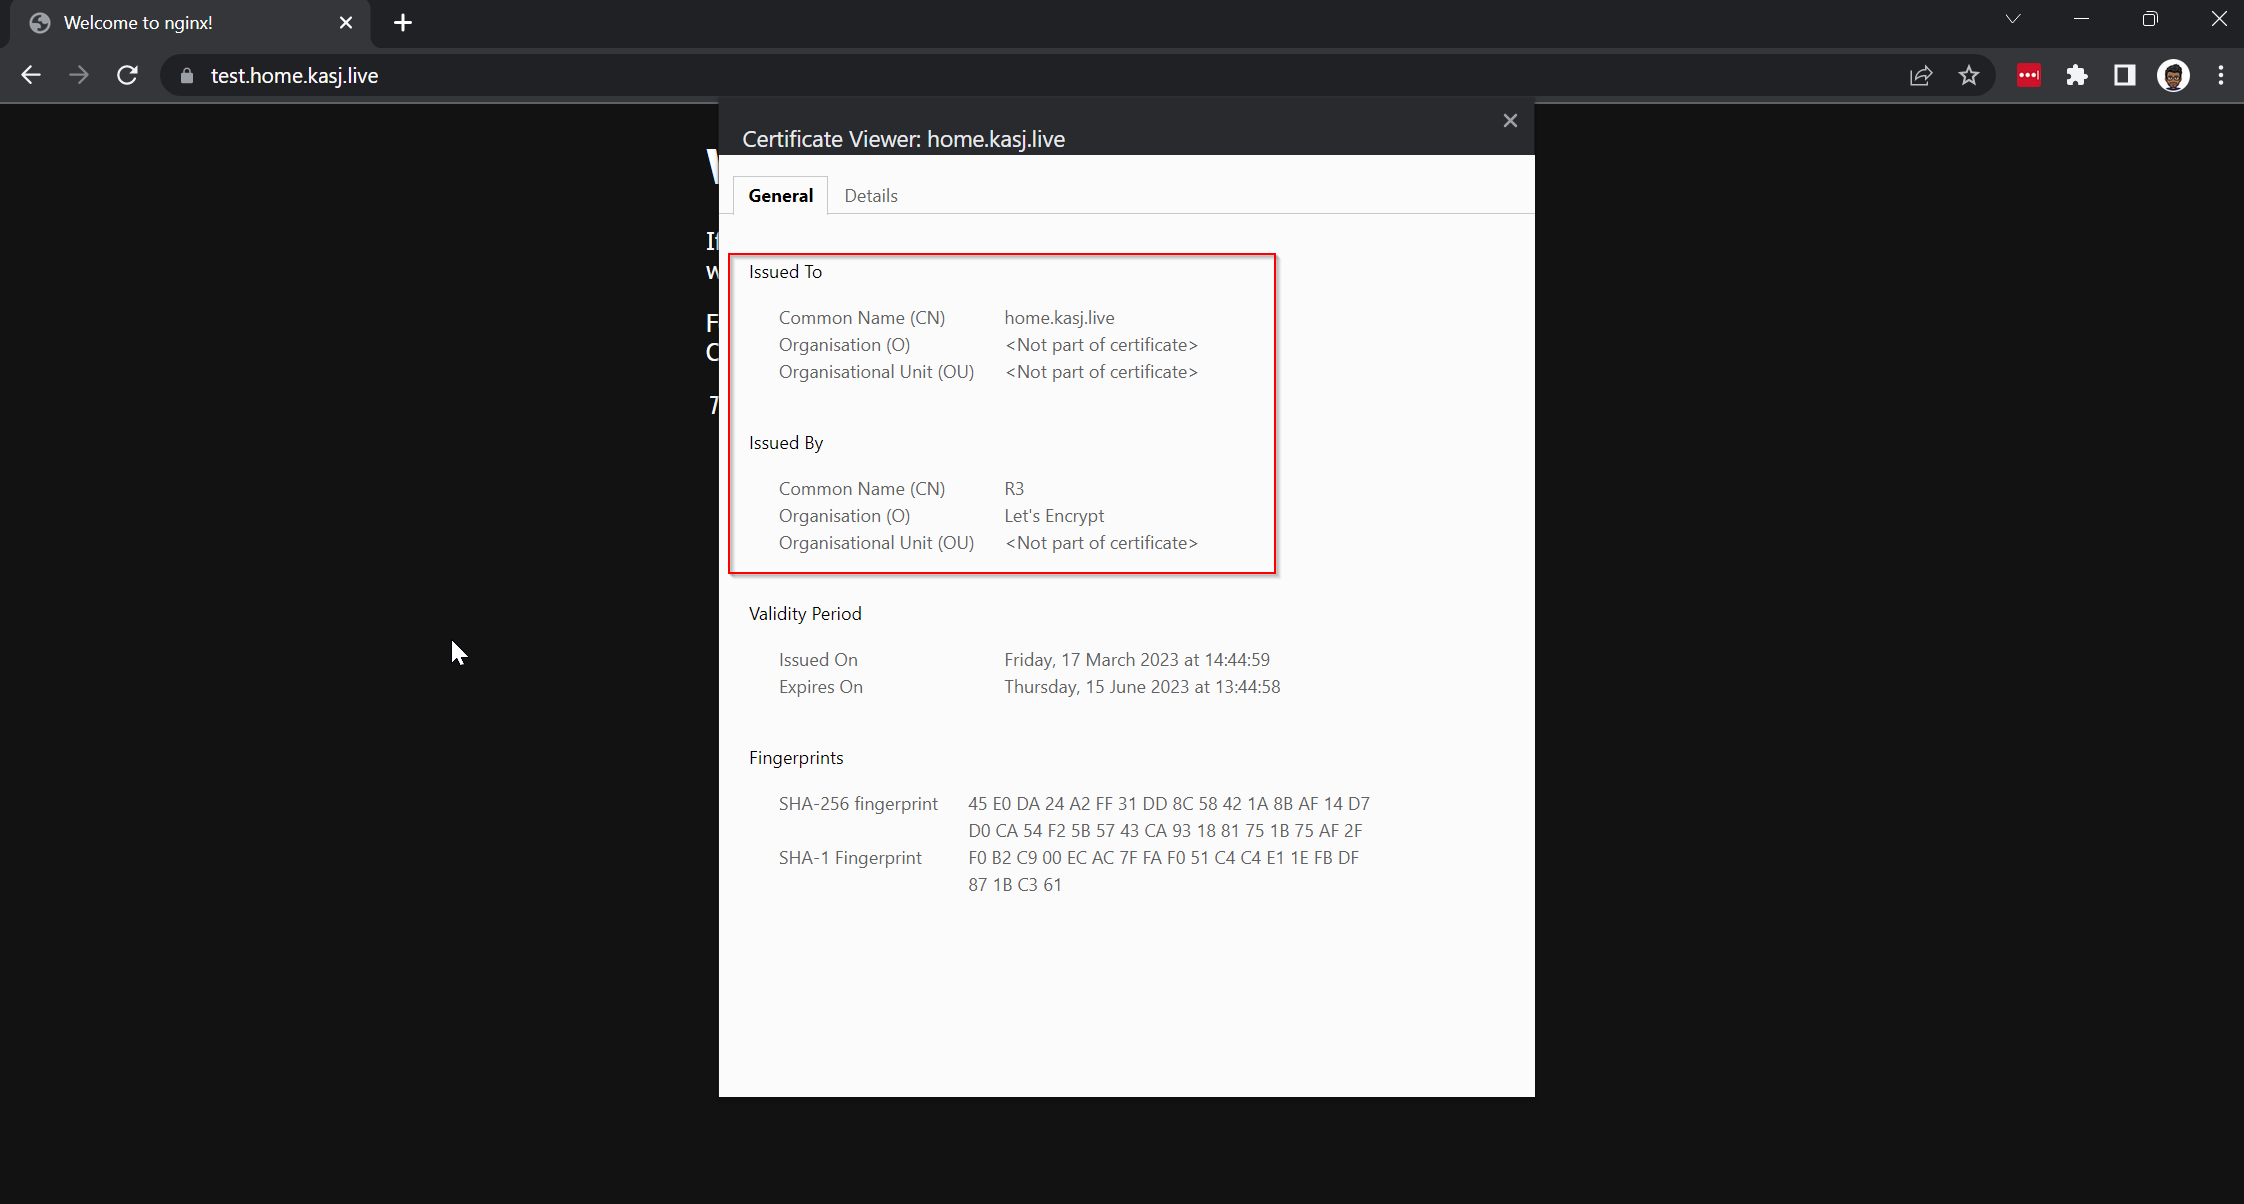 Welcome to nginx!
test.home.kasj.live
Certificate Viewer: home.kasj.live
General Details
Issued To
Common Name (CN) home.kasj.live
Organisation (O) <Not part of certificate>
Organisational Unit (OU) <Not part of certificate>
Issued By
Common Name (CN) R3
Organisation (O) Let's Encrypt
Organisational Unit (OU) <Not part of certificate>
Validity Period
Issued On Friday, 17 March 2023 at 14:44:59
Expires On Thursday, 15 June 2023 at 13:44:58
Fingerprints
SHA-256 fingerprint 45 E0 DA 24 A2 FF 31 DD 8C 58 42 1A 8B AF 14 D7
D0 CA 54 F2 5B 57 43 CA 93 18 81 75 1B 75 AF 2F
SHA-1 Fingerprint F0 B2 C9 00 EC AC 7F FA F0 51 C4 C4 E1 1E FB DF
87 1B C3 61